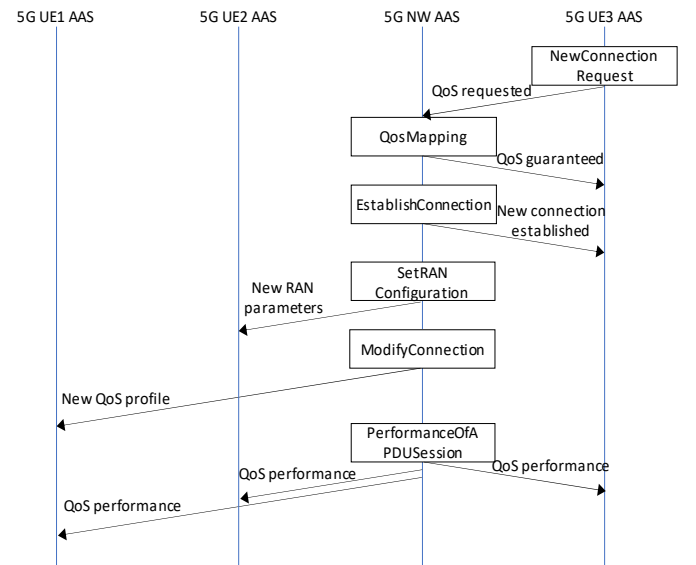 5G UE1 AAS
5G UE2 AAS
5G NW AAS
5G UE3 AAS
NewConnection
Request
QoS requested
QosMapping
QoS guaranteed
EstablishConnection
New connection
established
SetRAN
Configuration
New RAN
parameters
ModifyConnection
New QoS profile
PerformanceOfA
PDUSession
QoS performance
QoS performance
QoS performance